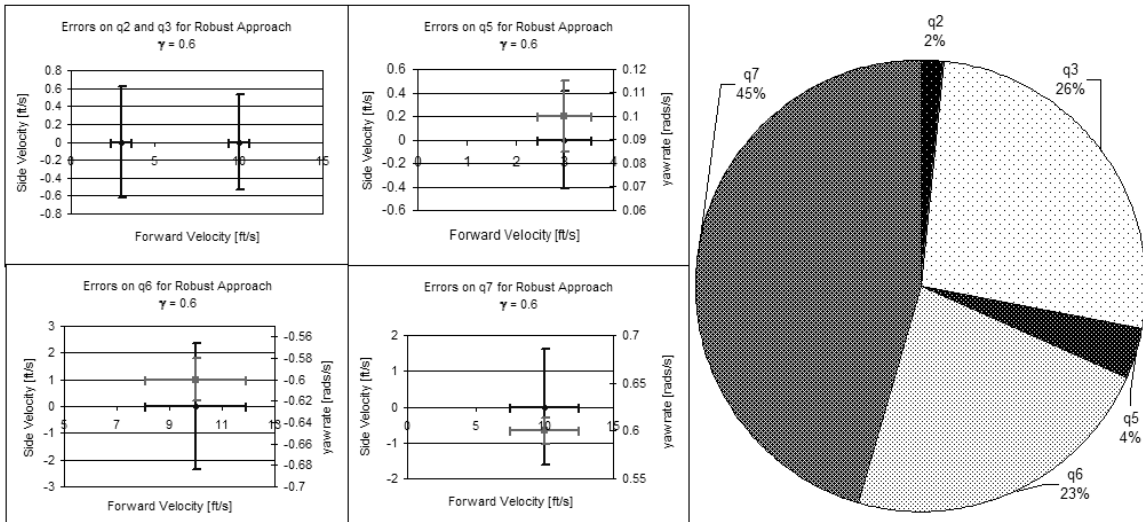 Errors on q2 and q3 for Robust Approach
γ = 0.6
0.8
0.6
0.4
0.2
0
-0.2
-0.4
-0.6
-0.8
0 5 10 15
Side Velocity [ft/s]
Forward Velocity [ft/s]
Errors on q5 for Robust Approach
γ = 0.6
0.6
0.4
0.2
0
-0.2
-0.4
-0.6
0 1 2 3 4
0.12
0.11
0.1
0.09
0.08
0.07
0.06
Side Velocity [ft/s]
yaw rate [rads/s]
Forward Velocity [ft/s]
Errors on q6 for Robust Approach
γ = 0.6
3
2
1
0
-1
-2
-3
5 7 9 11 13
-0.56
-0.58
-0.6
-0.62
-0.64
-0.66
-0.68
-0.7
Side Velocity [ft/s]
yaw rate [rads/s]
Forward Velocity [ft/s]
Errors on q7 for Robust Approach
γ = 0.6
2
1
0
-1
-2
0 5 10 15
0.7
0.65
0.6
0.55
Side Velocity [ft/s]
yaw rate [rads/s]
Forward Velocity [ft/s]
q2
2%
q3
26%
q5
4%
q6
23%
q7
45%